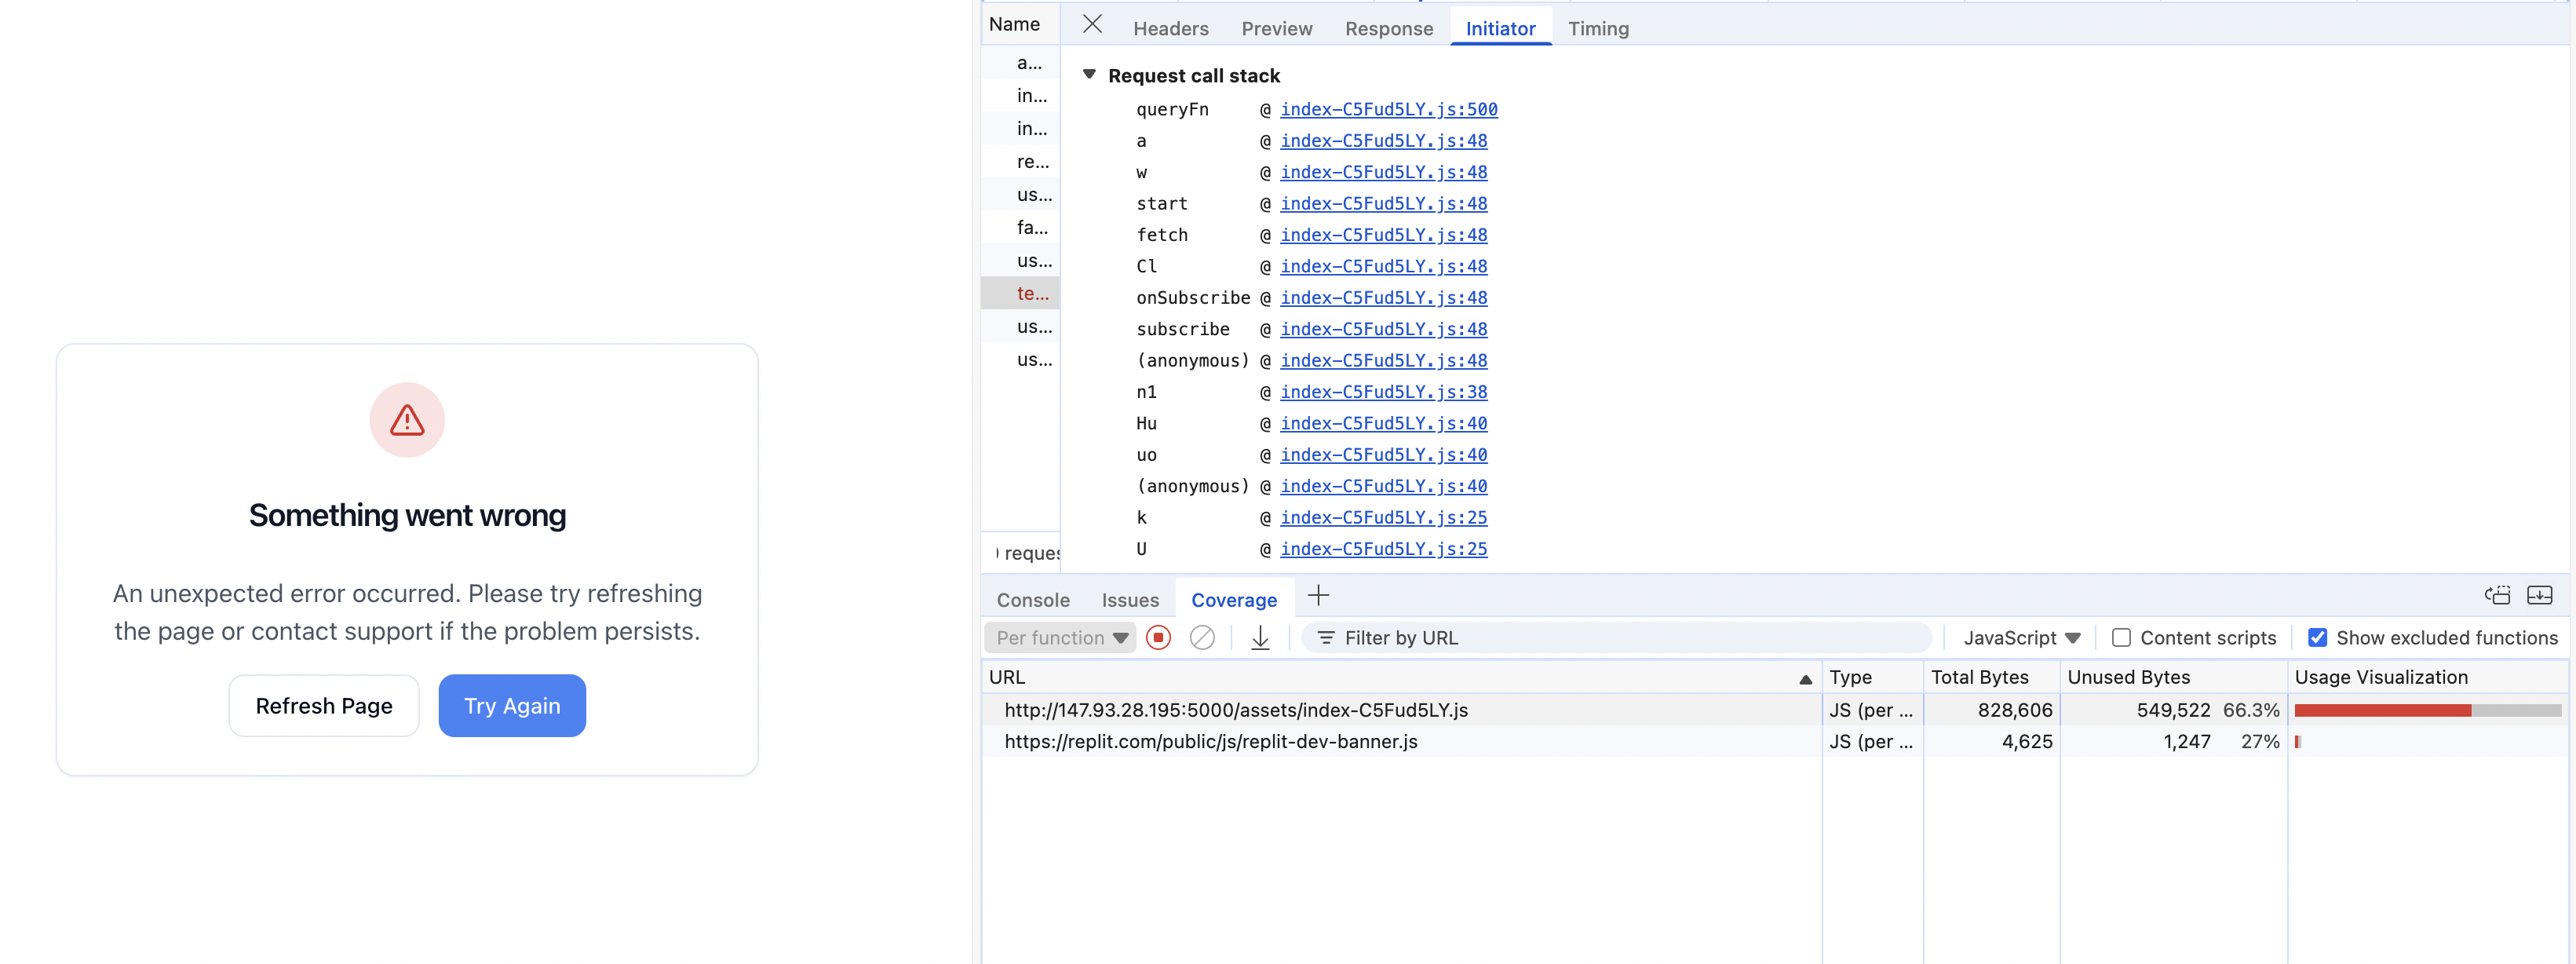 Something went wrong
An unexpected error occurred. Please try refreshing
the page or contact support if the problem persists.
Refresh Page
Try Again
Name
Headers
Preview
Response
Initiator
Timing
a...
in...
in...
re...
us...
fa...
us...
te...
us...
us...
reques
Request call stack
queryFn @ index-C5Fud5LY.js:500
a @ index-C5Fud5LY.js:48
w @ index-C5Fud5LY.js:48
start @ index-C5Fud5LY.js:48
fetch @ index-C5Fud5LY.js:48
Cl @ index-C5Fud5LY.js:48
onSubscribe @ index-C5Fud5LY.js:48
subscribe @ index-C5Fud5LY.js:48
(anonymous) @ index-C5Fud5LY.js:48
n1 @ index-C5Fud5LY.js:38
Hu @ index-C5Fud5LY.js:40
uo @ index-C5Fud5LY.js:40
(anonymous) @ index-C5Fud5LY.js:40
k @ index-C5Fud5LY.js:25
U @ index-C5Fud5LY.js:25
Console
Issues
Coverage
Per function
Filter by URL
JavaScript
Content scripts
Show excluded functions
URL Type Total Bytes Unused Bytes Usage Visualization
http://147.93.28.195:5000/assets/index-C5Fud5LY.js JS (per ... 828,606 549,522 66.3%
https://replit.com/public/js/replit-dev-banner.js JS (per ... 4,625 1,247 27%